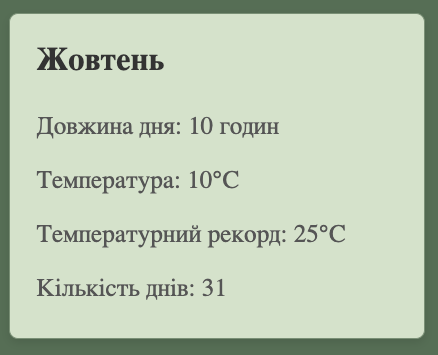 Жовтень
Довжина дня: 10 годин
Температура: 10°C
Температурний рекорд: 25°C
Кількість днів: 31